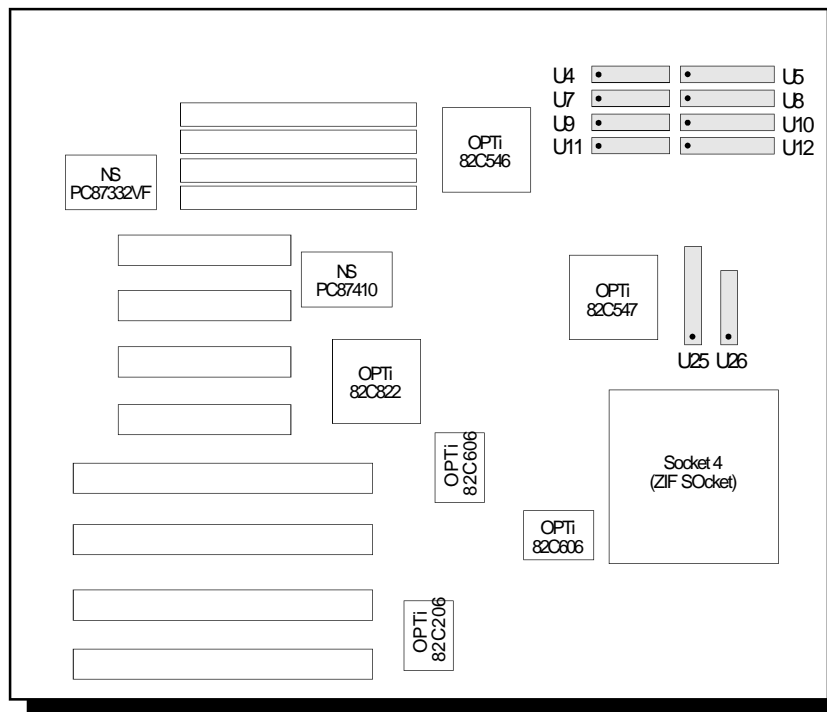 U4
U5
U7
U8
U9
U10
U11
U12
OPTi
82C546
NS
PC87332VF
NS
PC87410
OPTi
82C547
U25 U26
OPTi
82C822
OPTi
82C606
Socket 4
(ZIF SOcket)
OPTi
82C606
OPTi
82C206